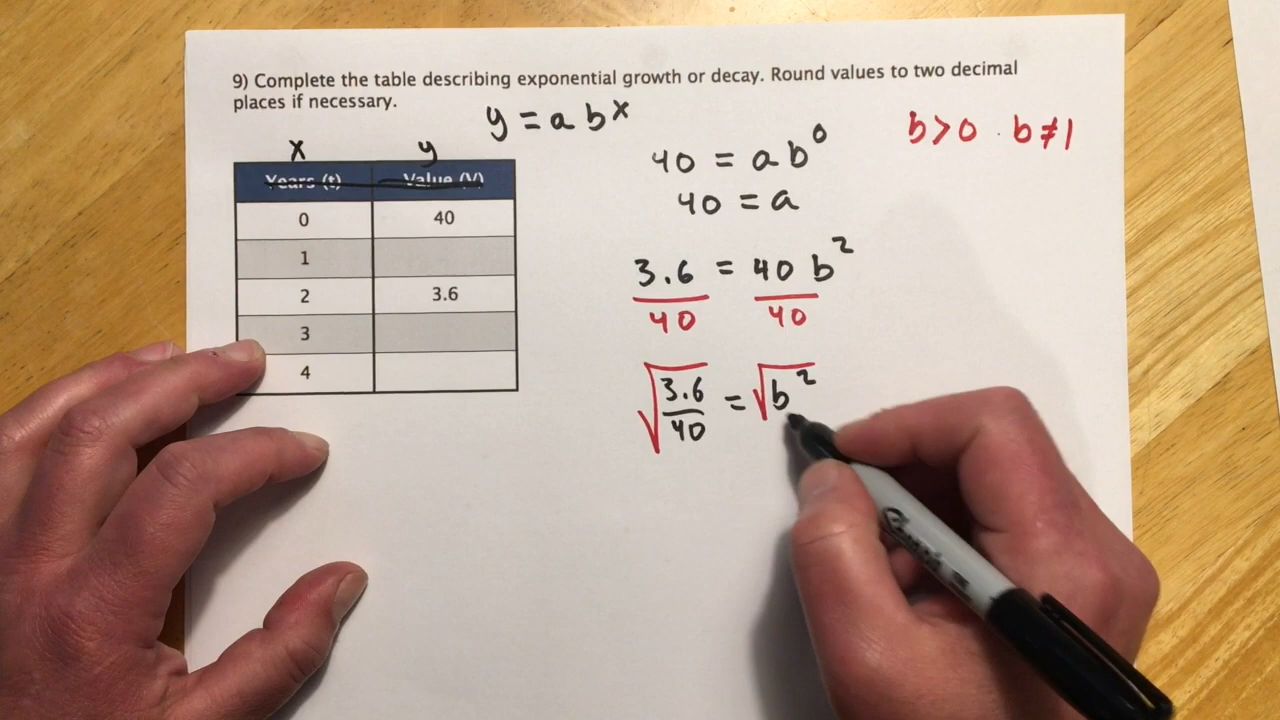 9) Complete the table describing exponential growth or decay. Round values to two decimal
places if necessary.
y = a b^x
x y
Years (t) Value (V)
0 40
1
2 3.6
3
4
40 = a b^0
40 = a
3.6 = 40 b^2
40 40
√3.6/40 = √b^2
b>0 · b≠1